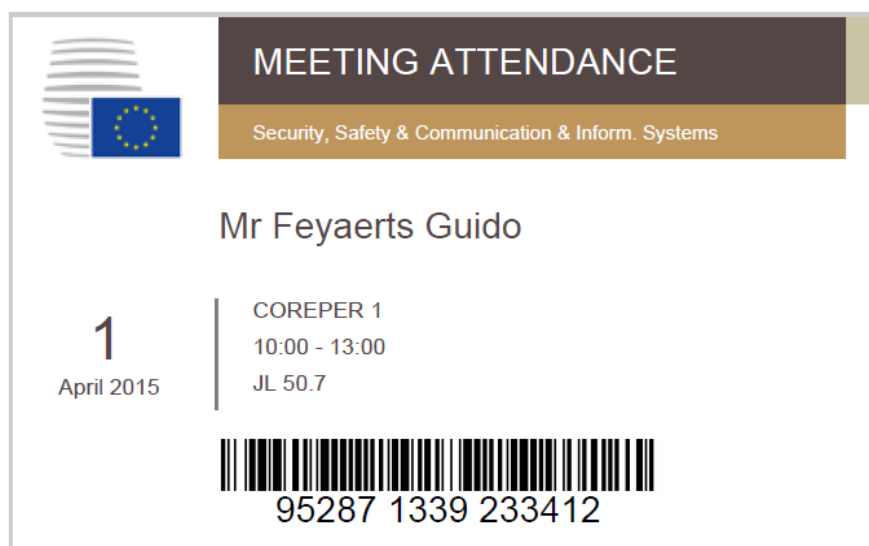 MEETING ATTENDANCE
Security, Safety & Communication & Inform. Systems
Mr Feyaerts Guido
1
April 2015
COREPER 1
10:00 - 13:00
JL 50.7
95287 1339 233412